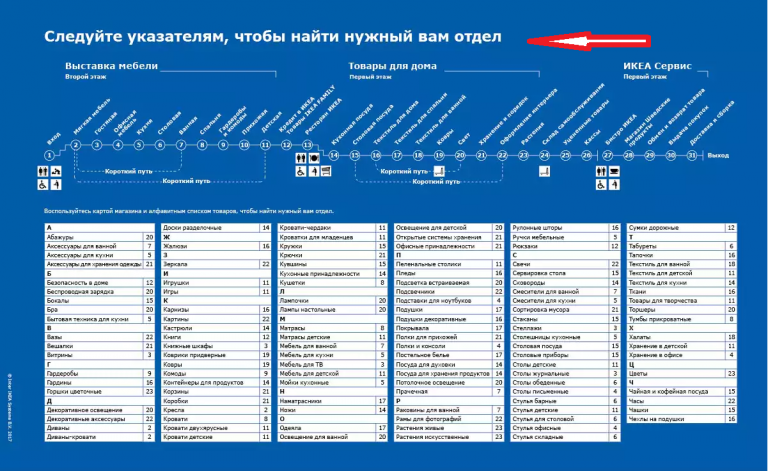 Следуйте указателям, чтобы найти нужный вам отдел
Выставка мебели
Второй этаж
Товары для дома
Первый этаж
ИКЕА Сервис
Первый этаж
Вход
Мягкая мебель
Гостиная
Офисная мебель
Кухни
Столовая
Ванная
Спальня
Гардеробы и комоды
Прихожая
Детская
Кредит в ИКЕА
Товары IKEA FAMILY
Ресторан ИКЕА
Кухонная посуда
Столовая посуда
Текстиль для дома
Текстиль для спальни
Текстиль для ванной
Ковры
Свет
Хранение и порядок
Оформление интерьера
Растения
Склад самообслуживания
Уцененные товары
Кассы
Бистро ИКЕА
Магазин Шведские продукты
Обмен и возврат товара
Выдача покупок
Доставка и сборка
1 2 3 4 5 6 7 8 9 10 11 12 13 14 15 16 17 18 19 20 21 22 23 24 25 26 27 28 29 30 31 Выход
Короткий путь
Короткий путь
Короткий путь
Короткий путь
Воспользуйтесь картой магазина и алфавитным списком товаров, чтобы найти нужный вам отдел.
А
Абажуры 20
Аксессуары для ванной 7
Аксессуары для кухни 5
Аксессуары для хранения одежды 21
Б
Безопасность в доме 12
Беспроводная зарядка 20
Бокалы 15
Бра 20
Бытовая техника для кухни 5
В
Вазы 22
Вешалки 21
Витрины 3
Г
Гардеробы 9
Гардины 16
Горшки цветочные 23
Д
Декоративное освещение 20
Декоративные аксессуары 22
Диваны 2
Диваны-кровати 2
Доски разделочные 14
Ж
Жалюзи 16
З
Зеркала 22
И
Игрушки 11
Игры 11
К
Карнизы 16
Картины 22
Кастрюли 14
Книги 12
Книжные шкафы 3
Коврики придверные 19
Ковры 19
Комоды 9
Контейнеры для продуктов 14
Корзины 21
Коробки 21
Кресла 2
Кровати 8
Кровати двухъярусные 11
Кровати детские 11
Кровати-чердаки 11
Кроватки для младенцев 11
Кружки 15
Крючки 21
Кувшины 15
Кухонные принадлежности 14
Кушетки 8
Л
Лампочки 20
Лампы настольные 20
М
Матрасы 8
Матрасы детские 11
Мебель для ванной 7
Мебель для кухни 5
Мебель для ТВ 3
Мебель для детской 11
Мойки кухонные 5
Н
Наматрасники 17
Ножи 14
О
Одеяла 17
Освещение для ванной 20
Освещение для детской 20
Открытые системы хранения 21
Офисные принадлежности 21
П
Пеленальные столики 11
Пледы 16
Подсветка встраиваемая 20
Подсвечники 22
Подставки для ноутбуков 4
Подушки 17
Подушки декоративные 16
Покрывала 17
Полки для прихожей 21
Полки и консоли 4
Постельное белье 17
Посуда для духовки 14
Посуда для хранения продуктов 14
Потолочное освещение 20
Прачечная 7
Р
Раковины для ванной 7
Рамы для фотографий 22
Растения живые 23
Растения искусственные 23
Рулонные шторы 16
Ручки мебельные 5
Рюкзаки 12
С
Свечи 22
Сервировка стола 15
Сковороды 14
Смесители для ванной 7
Смесители для кухни 5
Сортировка мусора 21
Стаканы 15
Стеллажи 3
Столешницы кухонные 5
Столовая посуда 15
Столовые приборы 15
Столы детские 11
Столы журнальные 3
Столы обеденные 6
Столы письменные 4
Стулья барные 6
Стулья детские 11
Стулья для столовой 6
Стулья офисные 4
Стулья складные 6
Сумки дорожные 12
Т
Табуреты 6
Тапочки 16
Текстиль для ванной 18
Текстиль для детской 11
Текстиль для кухни 14
Ткани 16
Товары для творчества 11
Торшеры 20
Тумбы прикроватные 8
Х
Халаты 18
Хранение в детской 11
Хранение в офисе 4
Ц
Цветы 23
Ч
Чайная и кофейная посуда 15
Часы 22
Чашки 15
Чехлы на подушки 16